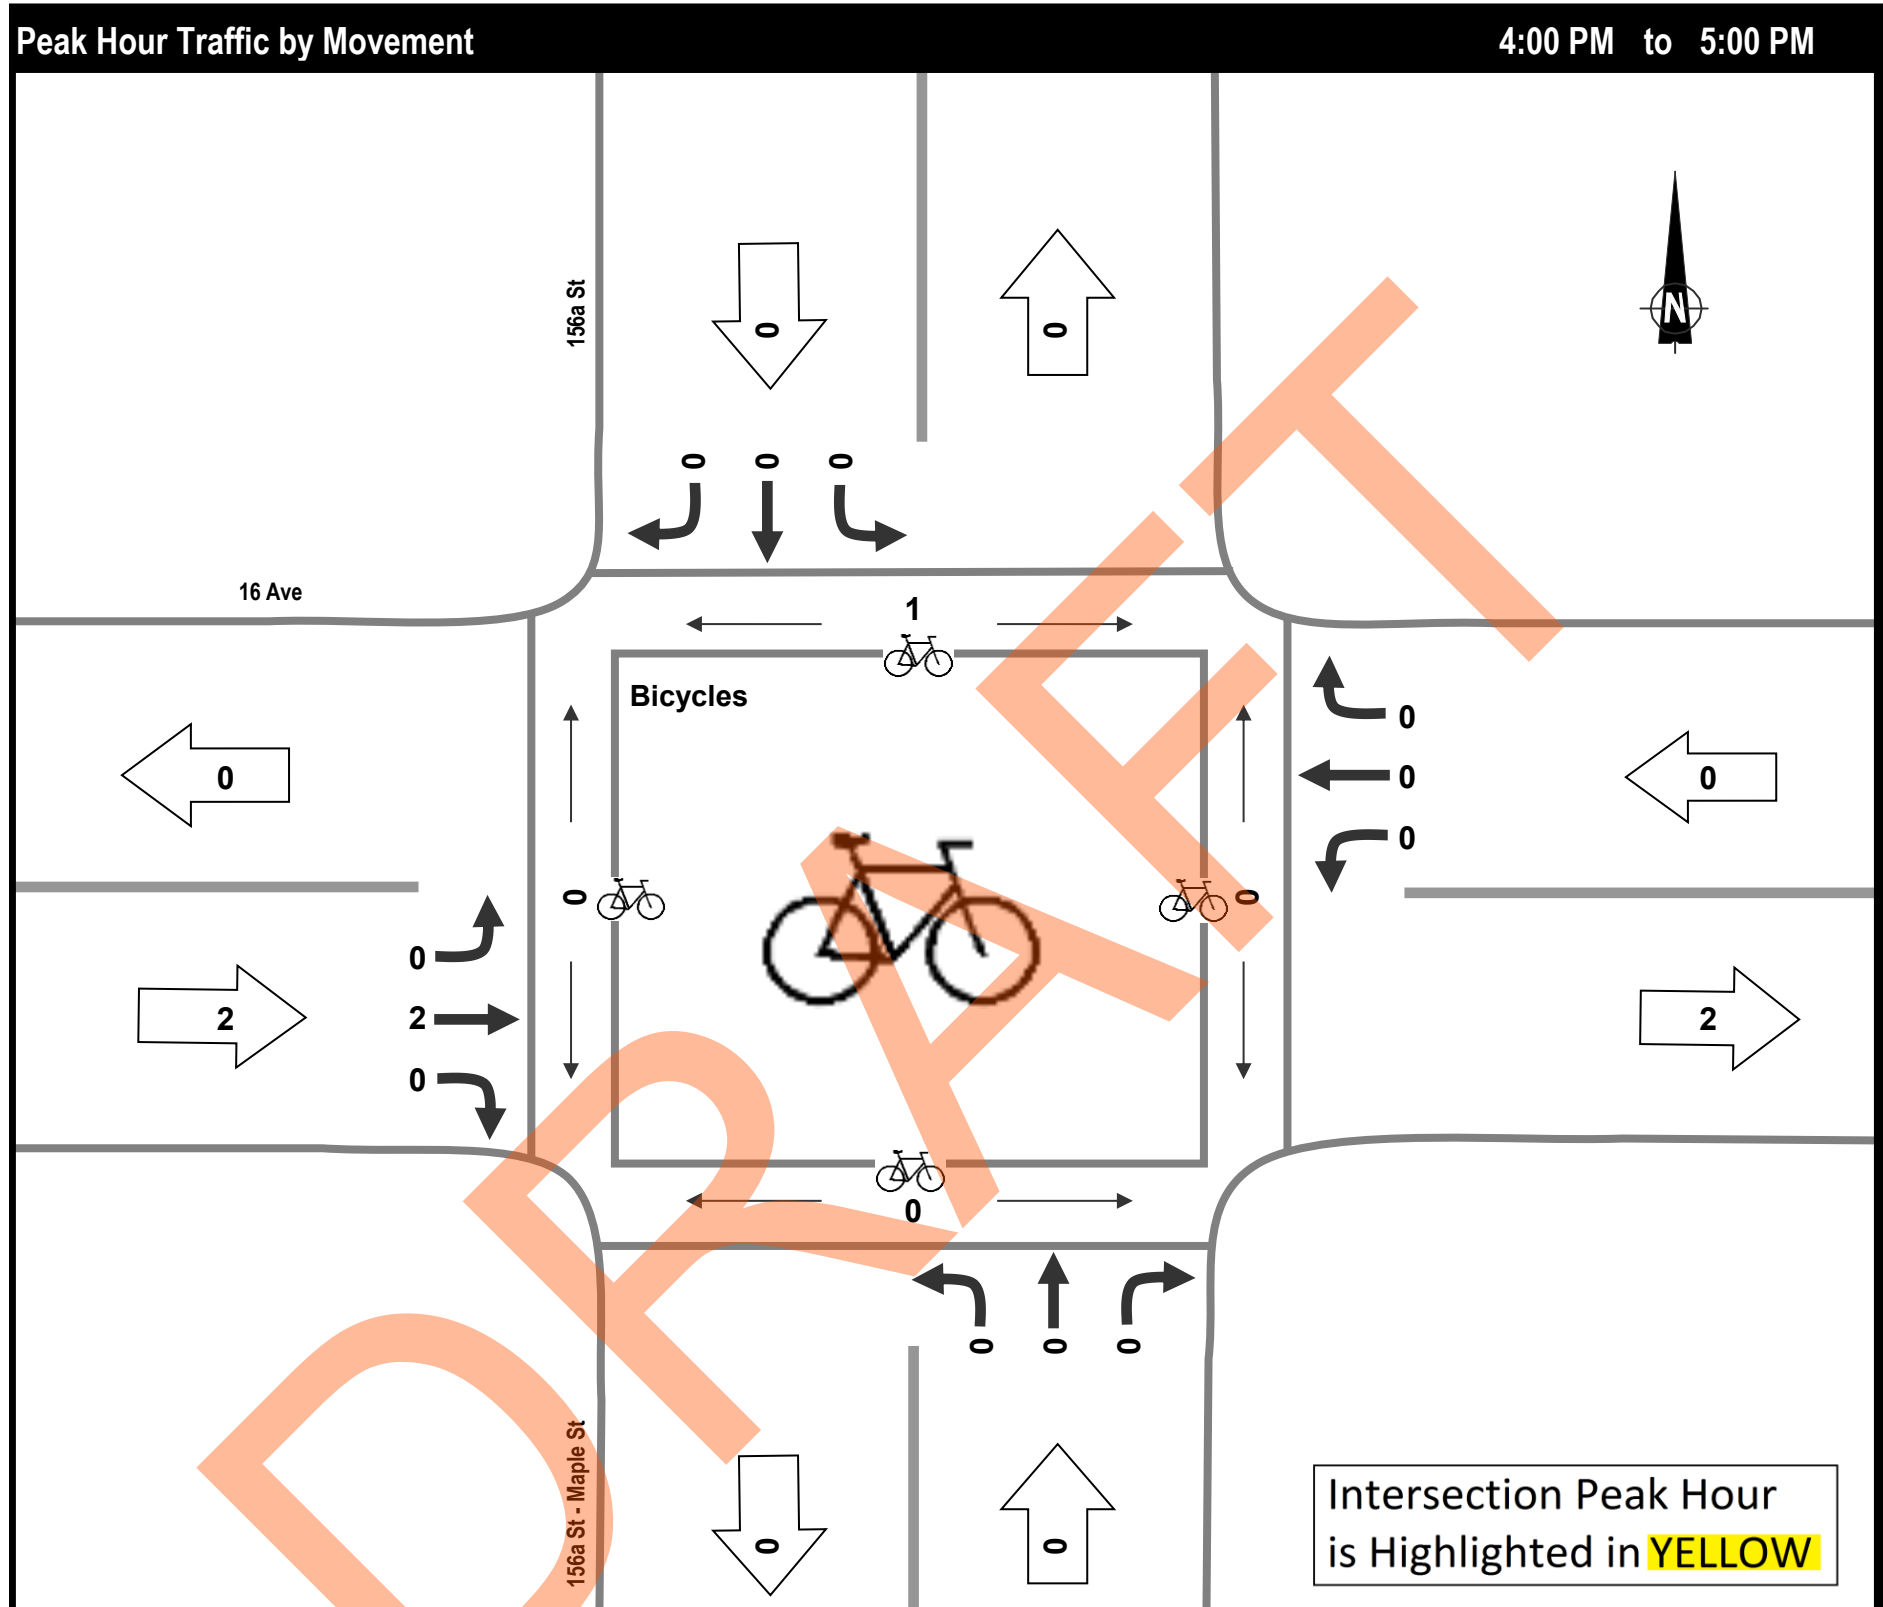 Peak Hour Traffic by Movement
4:00 PM to 5:00 PM
156a St
0
0
N
0 0 0
16 Ave
1
Bicycles
0
0
0
0
0
0
0
0
0
2
2
0
2
0
0 0 0
156a St - Maple St
0
0
Intersection Peak Hour
is Highlighted in YELLOW
DRAFT